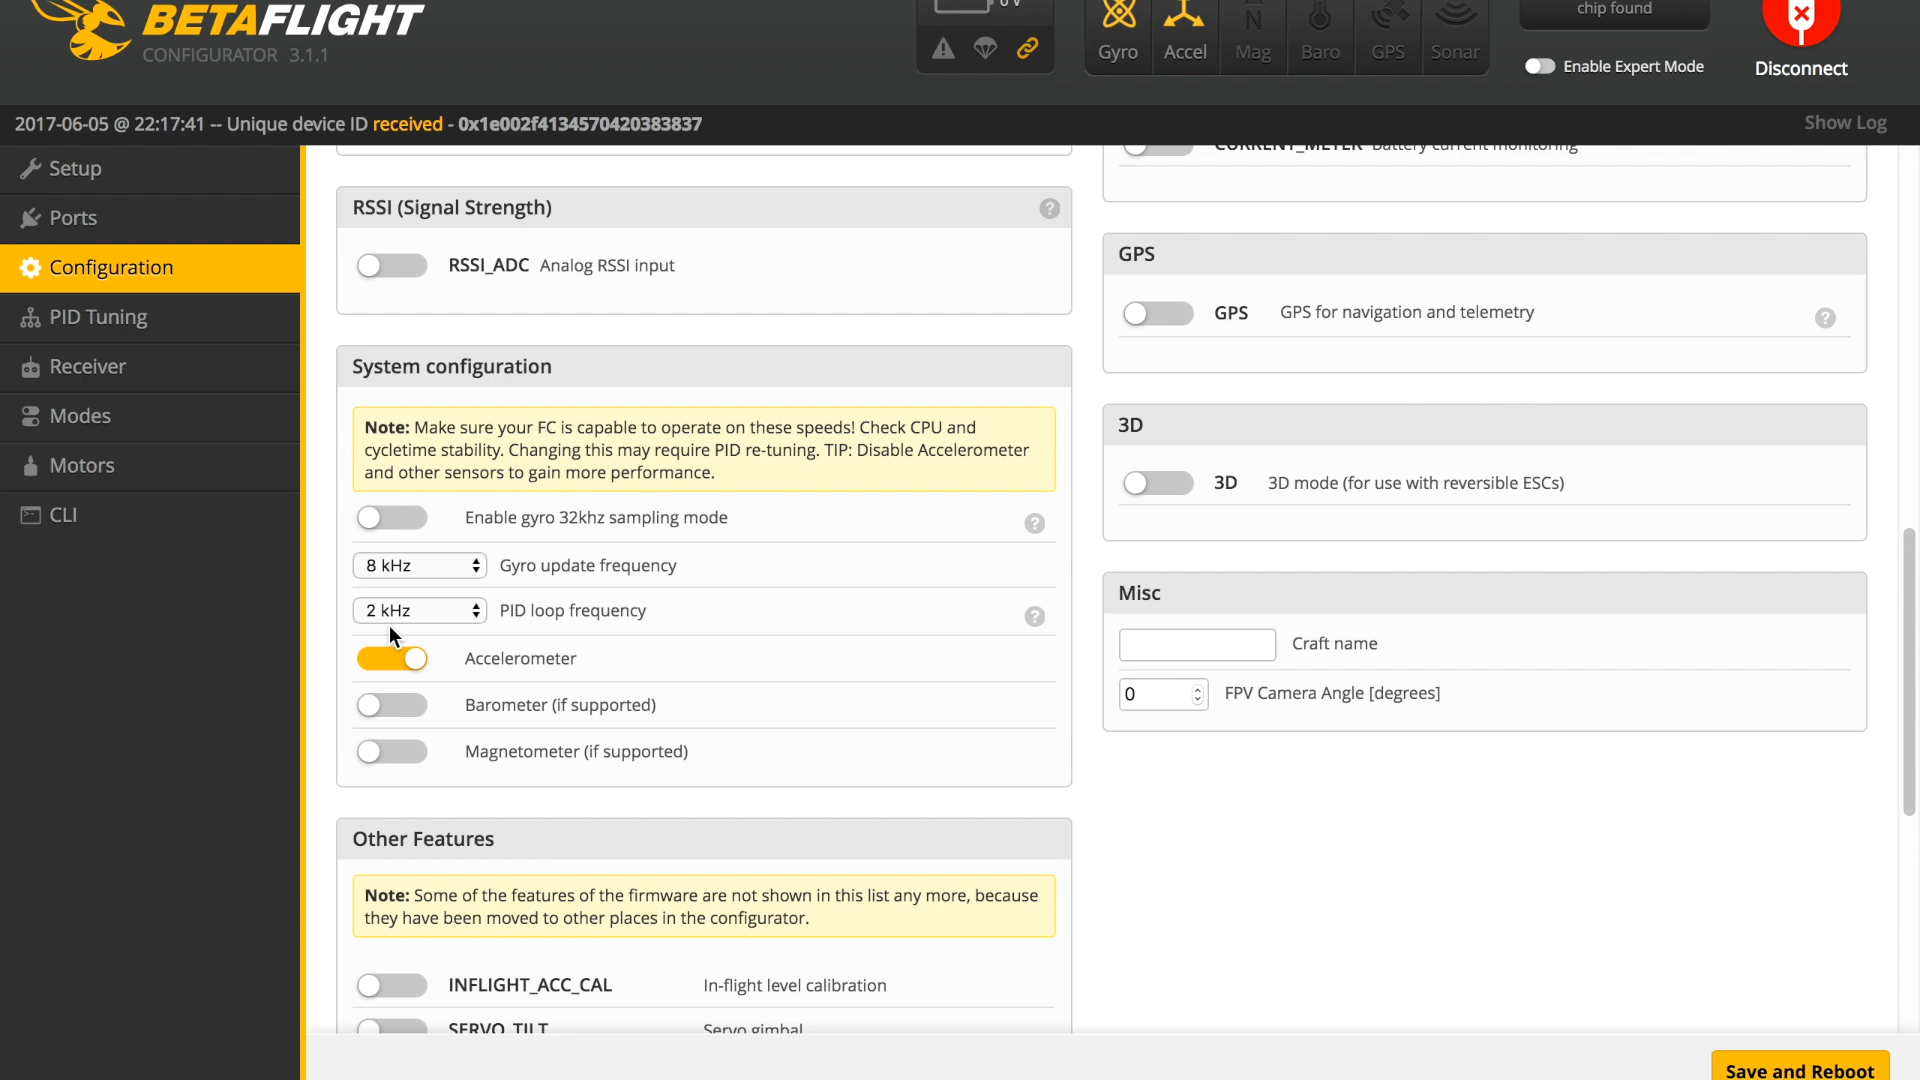 BETAFLIGHT
CONFIGURATOR 3.1.1
0 V
Gyro
Accel
Mag
Baro
GPS
Sonar
chip found
Enable Expert Mode
Disconnect
2017-06-05 @ 22:17:41 -- Unique device ID received - 0x1e002f4134570420383837
Show Log
Setup
Ports
Configuration
PID Tuning
Receiver
Modes
Motors
CLI
RSSI (Signal Strength)
RSSI_ADC Analog RSSI input
System configuration
Note: Make sure your FC is capable to operate on these speeds! Check CPU and
cycletime stability. Changing this may require PID re-tuning. TIP: Disable Accelerometer
and other sensors to gain more performance.
Enable gyro 32khz sampling mode
8 kHz Gyro update frequency
2 kHz PID loop frequency
Accelerometer
Barometer (if supported)
Magnetometer (if supported)
Other Features
Note: Some of the features of the firmware are not shown in this list any more, because
they have been moved to other places in the configurator.
INFLIGHT_ACC_CAL In-flight level calibration
SERVO_TILT Servo gimbal
CURRENT_METER Battery current monitoring
GPS
GPS GPS for navigation and telemetry
3D
3D 3D mode (for use with reversible ESCs)
Misc
Craft name
0 FPV Camera Angle [degrees]
Save and Reboot